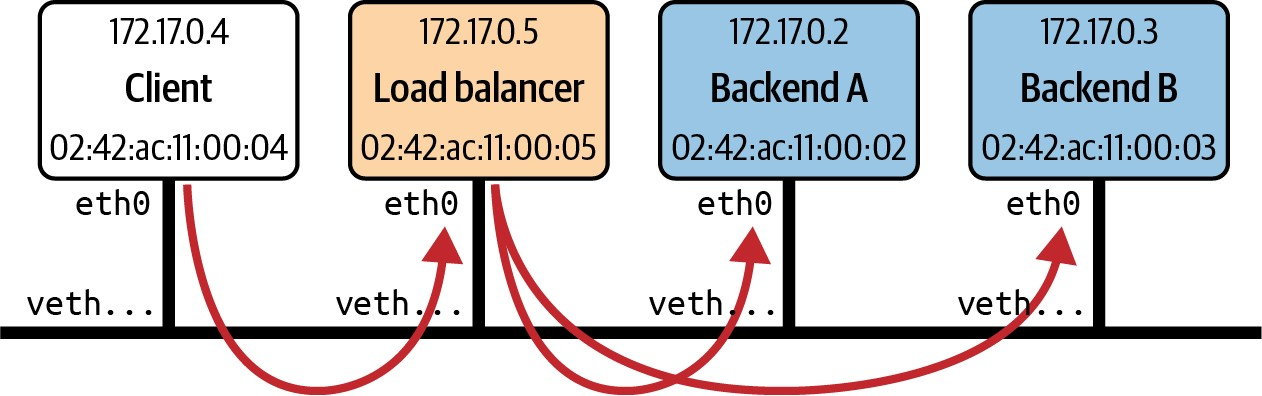 172.17.0.4
Client
02:42:ac:11:00:04
eth0
veth...
172.17.0.5
Load balancer
02:42:ac:11:00:05
eth0
veth...
172.17.0.2
Backend A
02:42:ac:11:00:02
eth0
veth...
172.17.0.3
Backend B
02:42:ac:11:00:03
eth0
veth...